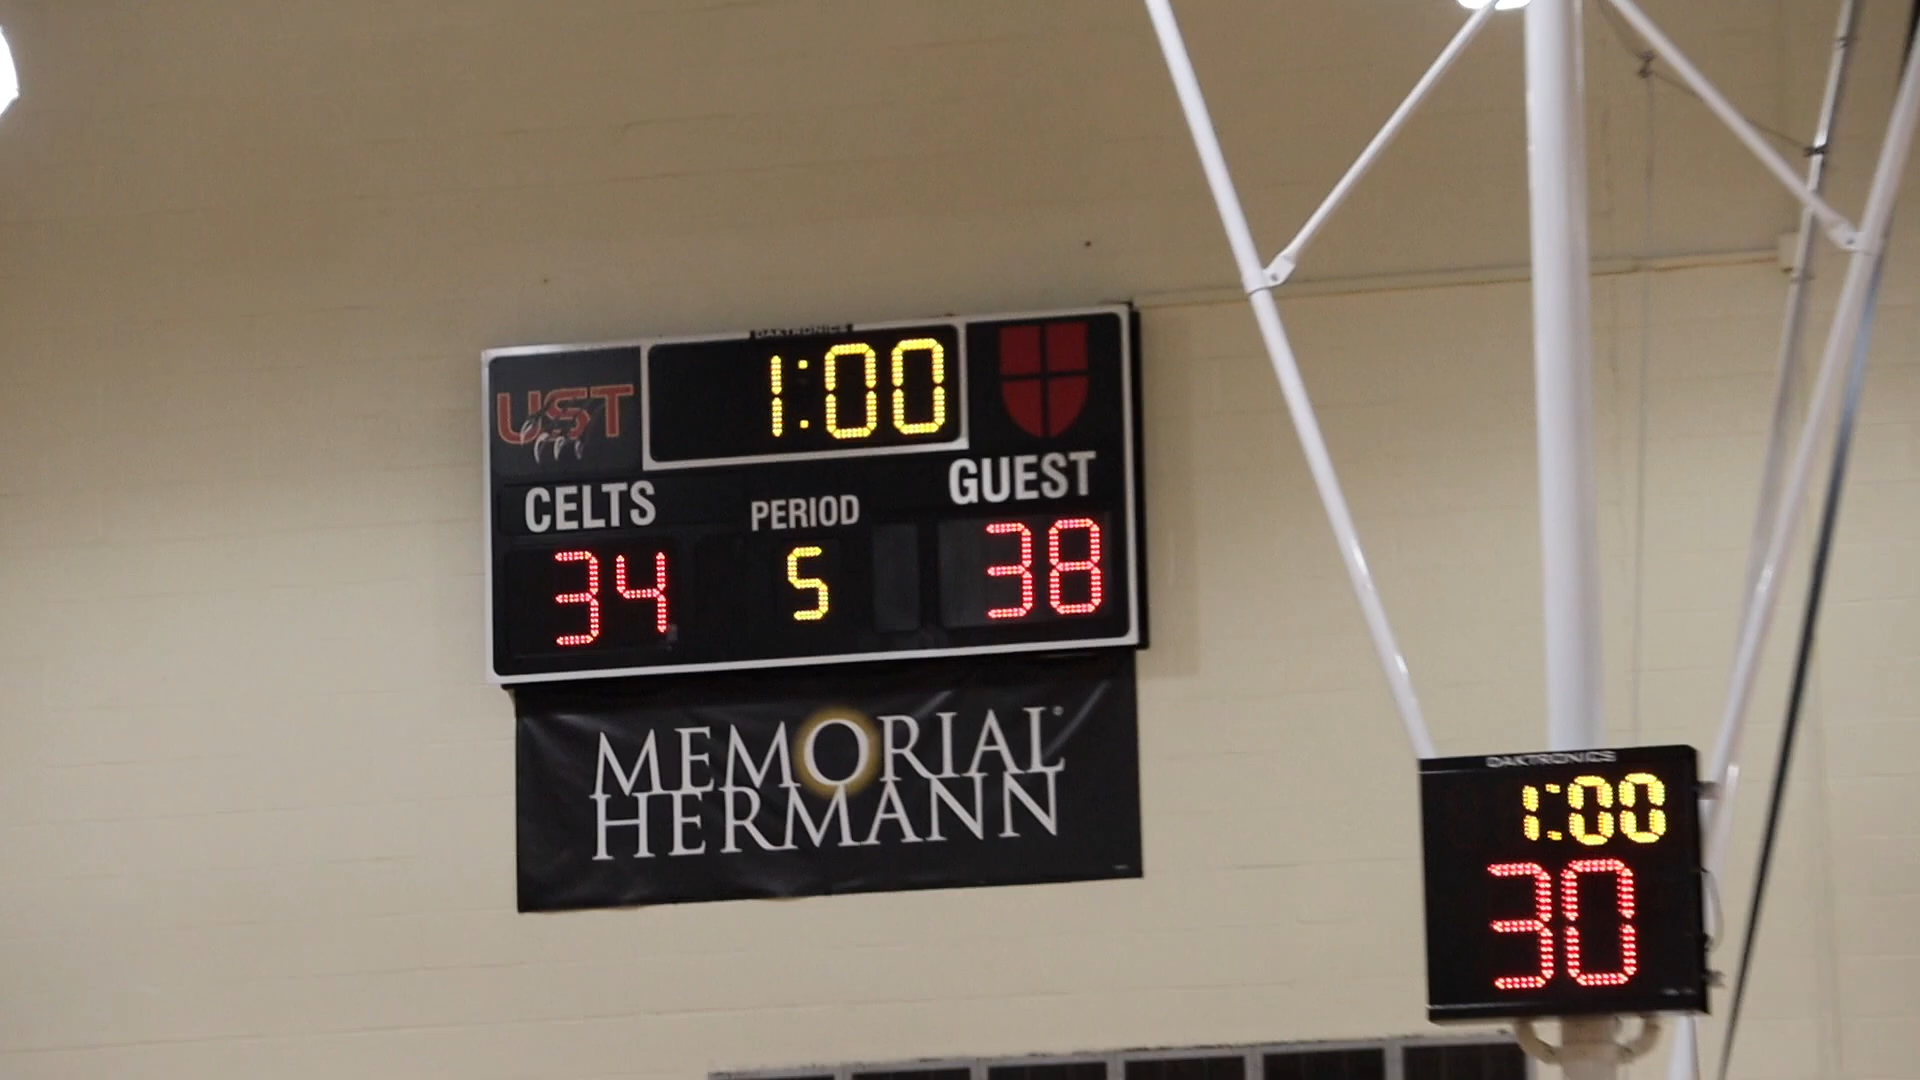 DAKTRONICS
UST
1:00
CELTS
PERIOD
GUEST
34
5
38
MEMORIAL
HERMANN
DAKTRONICS
1:00
30